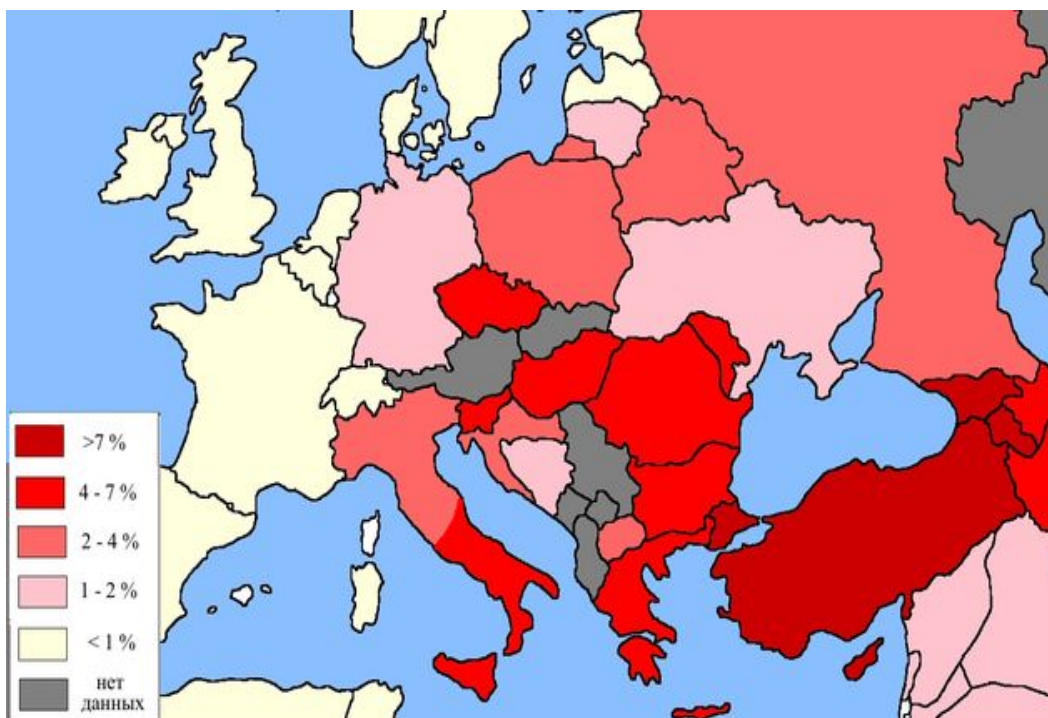 >7 %
4 - 7 %
2 - 4 %
1 - 2 %
< 1 %
нет
данных